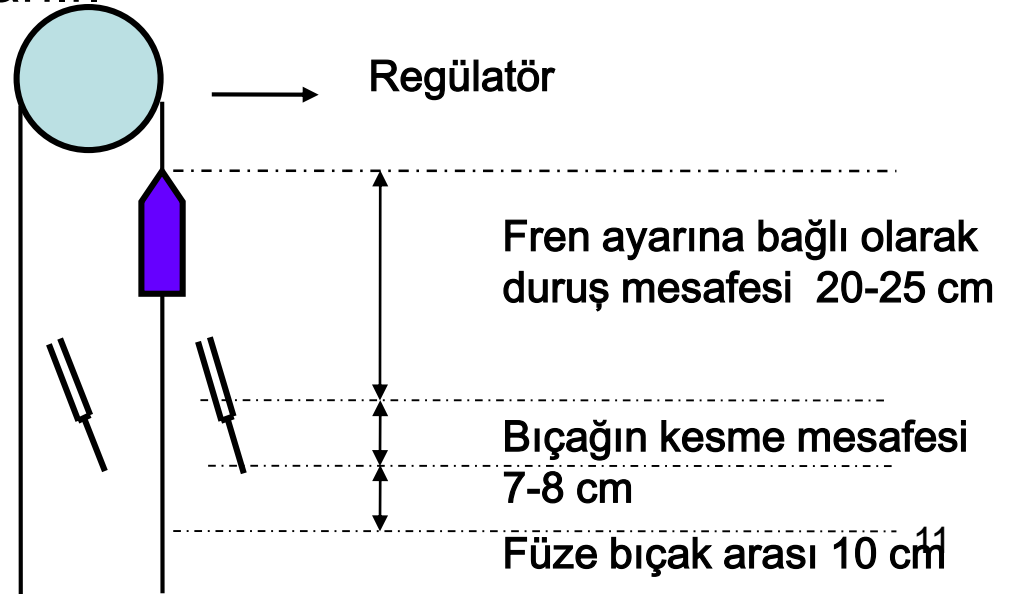 Regülatör
Fren ayarına bağlı olarak
duruş mesafesi 20-25 cm
Bıçağın kesme mesafesi
7-8 cm
Füze bıçak arası 10 cm
11